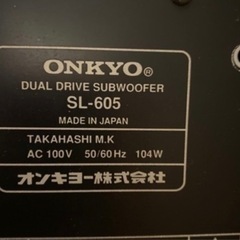 ONKYO®
DUAL DRIVE SUBWOOFER
SL-605
MADE IN JAPAN
TAKAHASHI M.K
AC 100V 50/60Hz 104W
オンキヨー株式会社